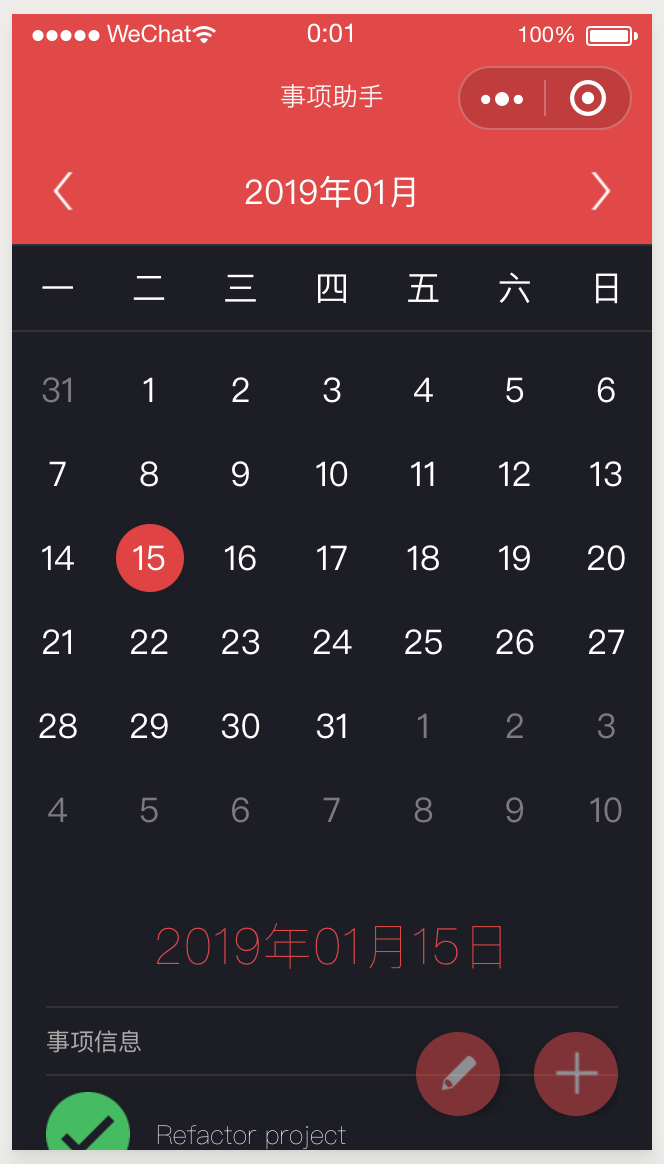 WeChat 0:01 100%
事项助手
2019年01月
一 二 三 四 五 六 日
31 1 2 3 4 5 6
7 8 9 10 11 12 13
14 15 16 17 18 19 20
21 22 23 24 25 26 27
28 29 30 31 1 2 3
4 5 6 7 8 9 10
2019年01月15日
事项信息
Refactor project